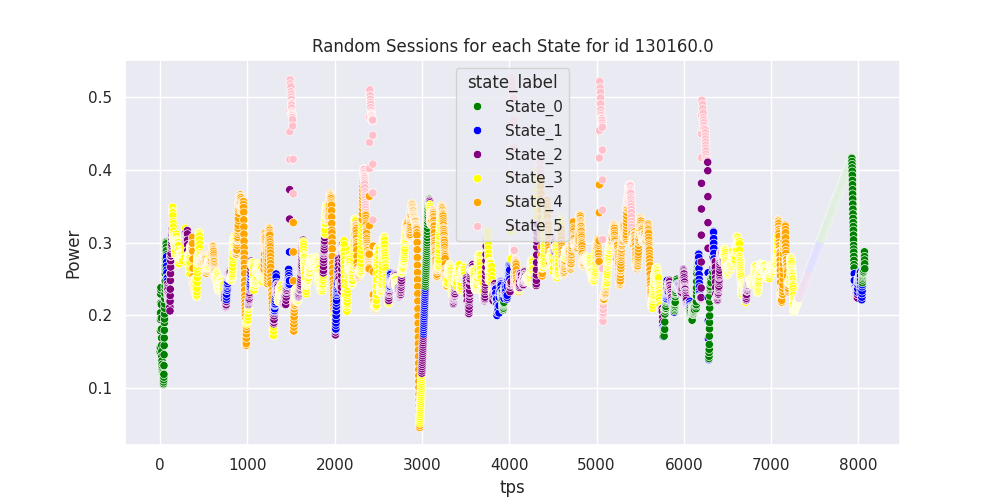 Random Sessions for each State for id 130160.0
state_label
State_0
State_1
State_2
State_3
State_4
State_5
Power
0.5
0.4
0.3
0.2
0.1
0 1000 2000 3000 4000 5000 6000 7000 8000
tps